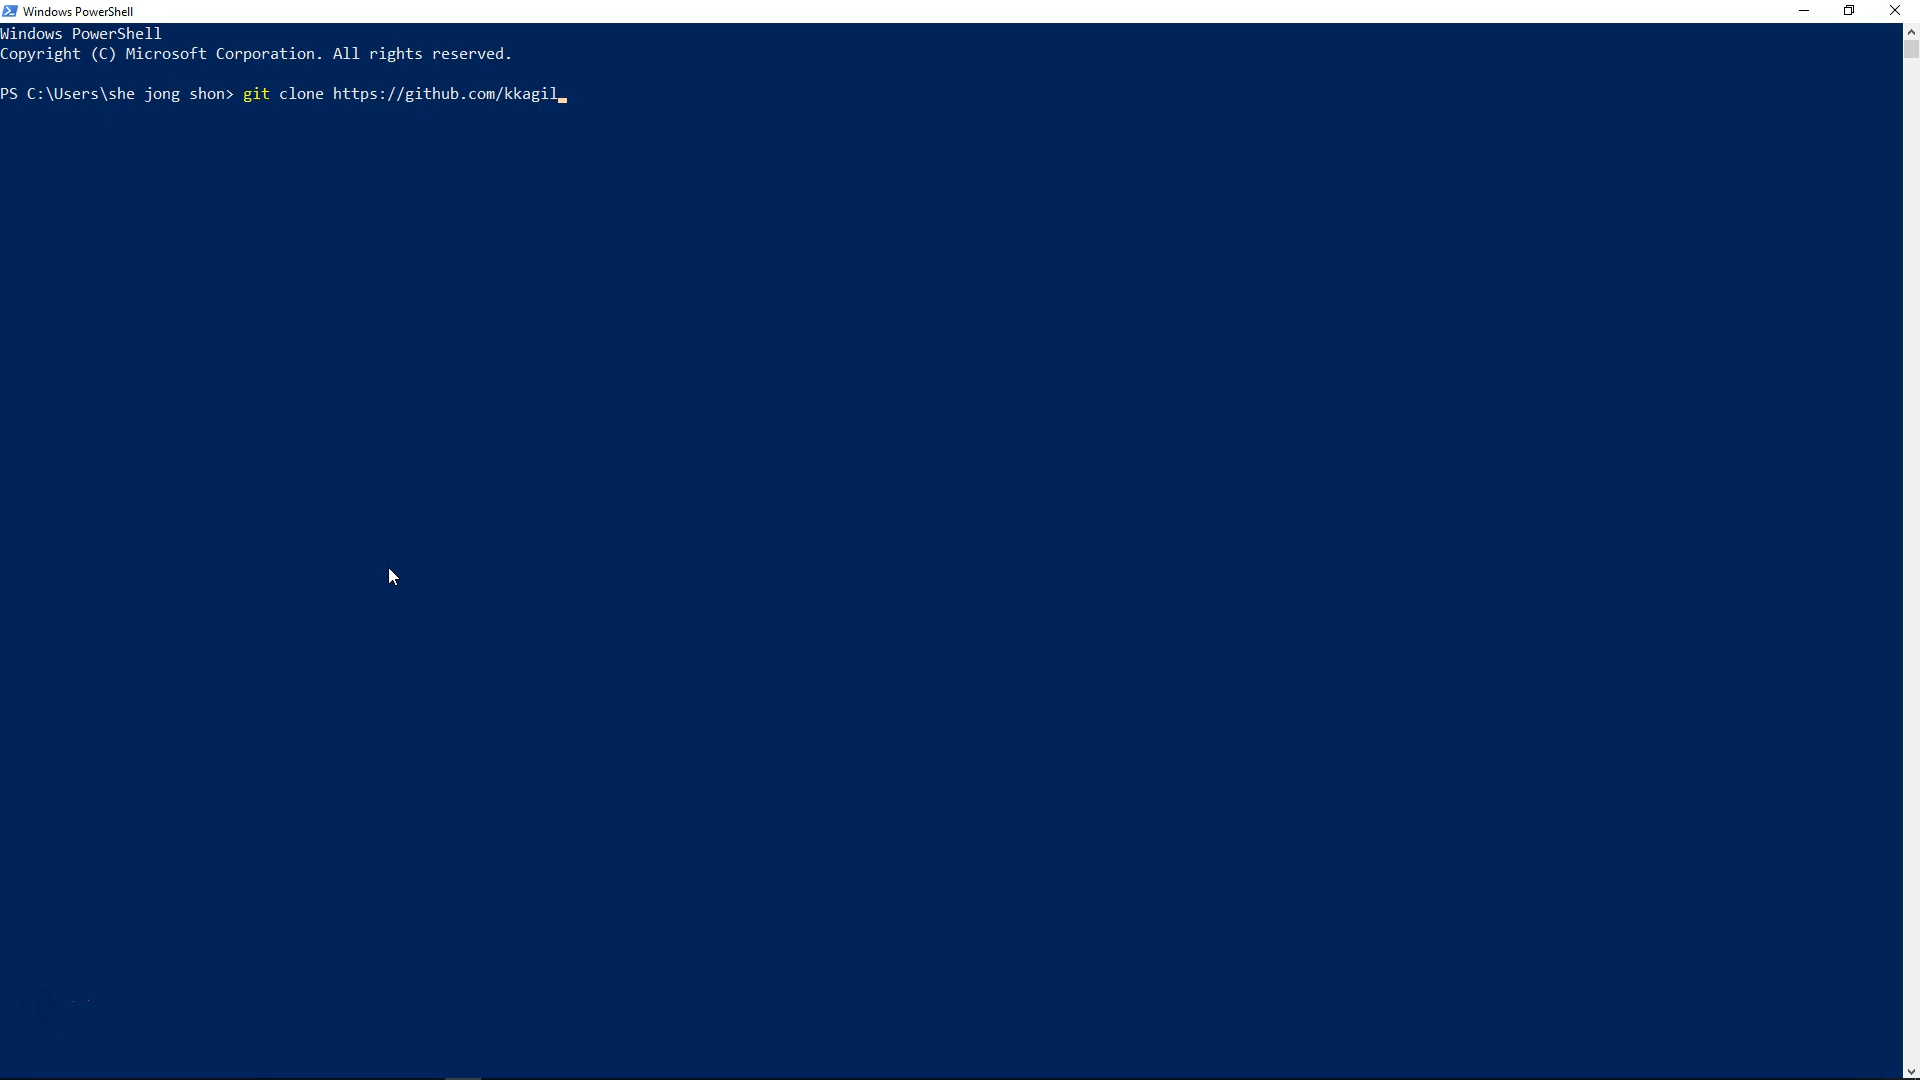 Windows PowerShell
Windows PowerShell
Copyright (C) Microsoft Corporation. All rights reserved.
PS C:\Users\she jong shon> git clone https://github.com/kkagil